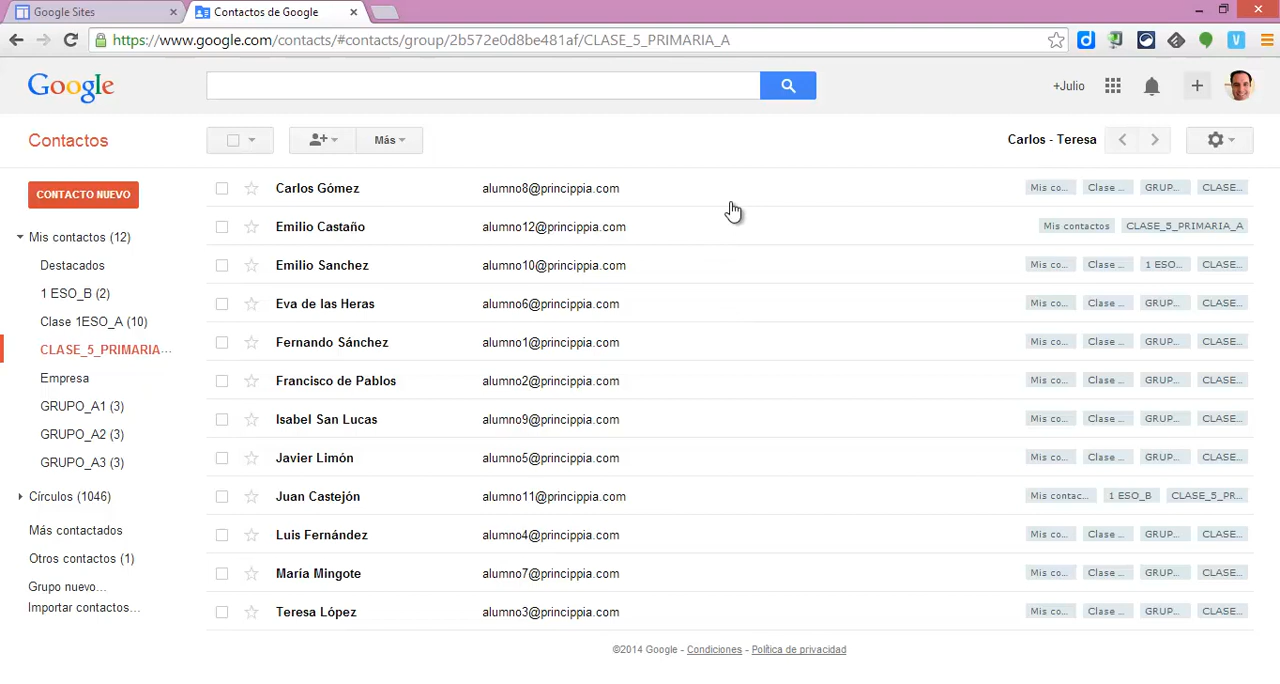 Google Sites
Contactos de Google
https://www.google.com/contacts/#contacts/group/2b572e0d8be481af/CLASE_5_PRIMARIA_A
Google
+Julio
Contactos
Más
Carlos - Teresa
CONTACTO NUEVO
Mis contactos (12)
Destacados
1 ESO_B (2)
Clase 1ESO_A (10)
CLASE_5_PRIMARIA...
Empresa
GRUPO_A1 (3)
GRUPO_A2 (3)
GRUPO_A3 (3)
Círculos (1046)
Más contactados
Otros contactos (1)
Grupo nuevo...
Importar contactos...
Carlos Gómez alumno8@princippia.com Mis co... Clase ... GRUP... CLASE...
Emilio Castaño alumno12@princippia.com Mis contactos CLASE_5_PRIMARIA_A
Emilio Sanchez alumno10@princippia.com Mis co... Clase ... 1 ESO... CLASE...
Eva de las Heras alumno6@princippia.com Mis co... Clase ... GRUP... CLASE...
Fernando Sánchez alumno1@princippia.com Mis co... Clase ... GRUP... CLASE...
Francisco de Pablos alumno2@princippia.com Mis co... Clase ... GRUP... CLASE...
Isabel San Lucas alumno9@princippia.com Mis co... Clase ... GRUP... CLASE...
Javier Limón alumno5@princippia.com Mis co... Clase ... GRUP... CLASE...
Juan Castejón alumno11@princippia.com Mis contac... 1 ESO_B CLASE_5_PR...
Luis Fernández alumno4@princippia.com Mis co... Clase ... GRUP... CLASE...
María Mingote alumno7@princippia.com Mis co... Clase ... GRUP... CLASE...
Teresa López alumno3@princippia.com Mis co... Clase ... GRUP... CLASE...
©2014 Google - Condiciones - Política de privacidad